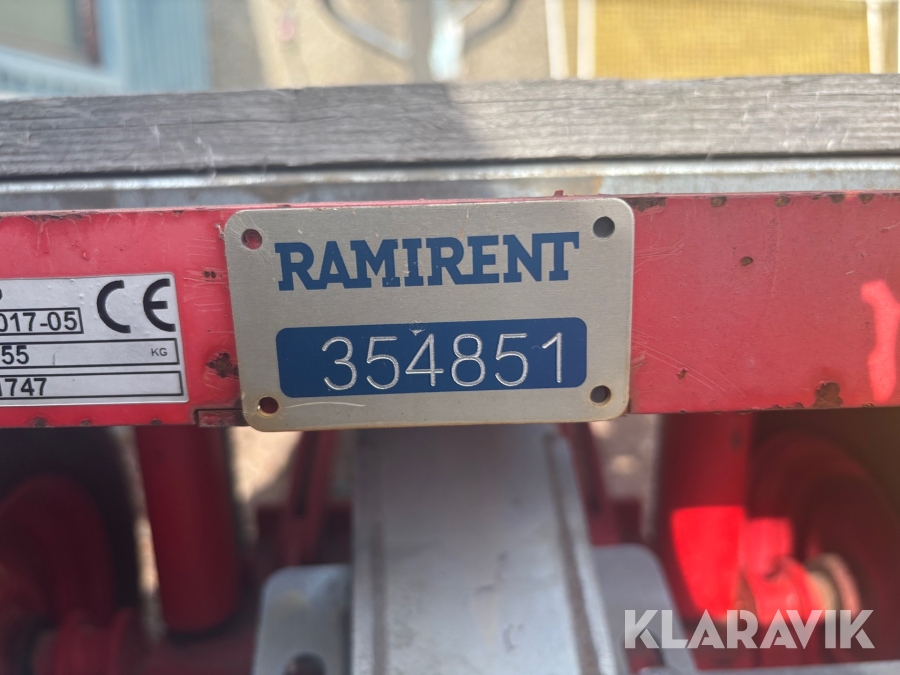 RAMIRENT
354851
017-05 CE
55 KG
1747
KLARAVIK